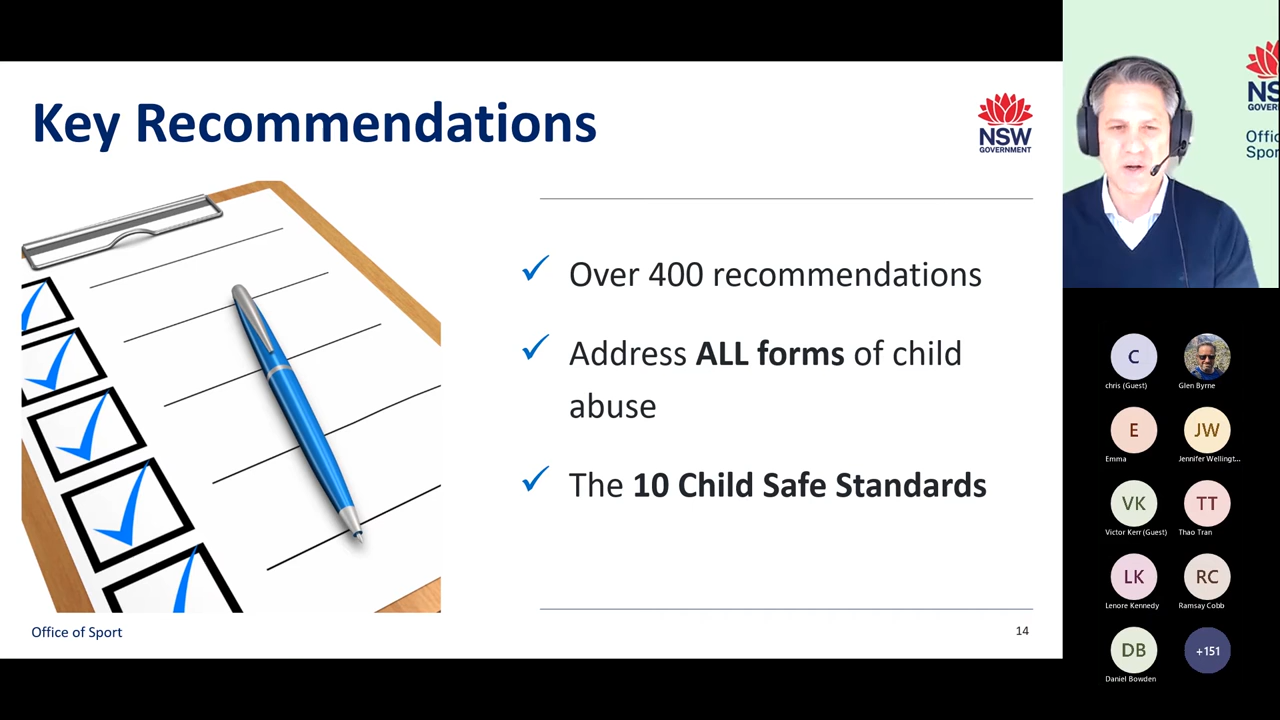 Key Recommendations
NSW
GOVERNMENT
Over 400 recommendations
Address ALL forms of child
abuse
The 10 Child Safe Standards
Office of Sport
14
NS
Offic
Spor
C
chris (Guest)
Glen Byrne
E
Emma
JW
Jennifer Wellingt...
VK
Victor Kerr (Guest)
TT
Thao Tran
LK
Lenore Kennedy
RC
Ramsay Cobb
DB
Daniel Bowden
+151